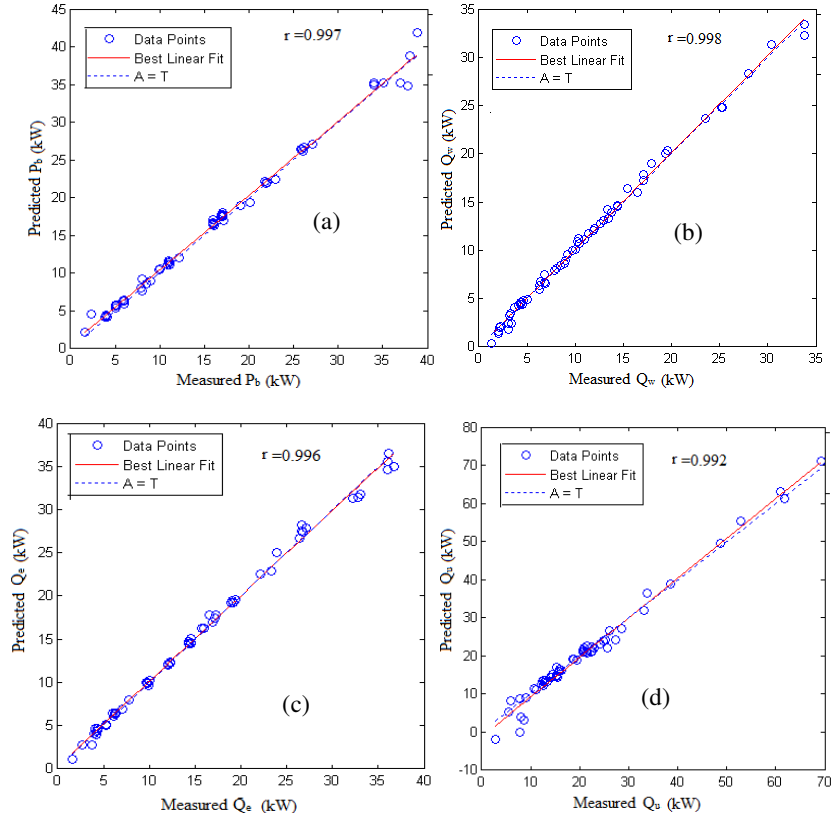 45
40
35
30
25
20
15
10
5
0
Data Points
Best Linear Fit
A = T
r=0.997
(a)
Predicted P_b (kW)
0 5 10 15 20 25 30 35 40
Measured P_b (kW)
35
30
25
20
15
10
5
0
Data Points
Best Linear Fit
A = T
r=0.998
(b)
Predicted Q_w (kW)
0 5 10 15 20 25 30 35
Measured Q_w (kW)
40
35
30
25
20
15
10
5
0
Data Points
Best Linear Fit
A = T
r=0.996
(c)
Predicted Q_e (kW)
0 5 10 15 20 25 30 35 40
Measured Q_e (kW)
80
70
60
50
40
30
20
10
0
-10
Data Points
Best Linear Fit
A = T
r=0.992
(d)
Predicted Q_u (kW)
0 10 20 30 40 50 60 70
Measured Q_u (kW)